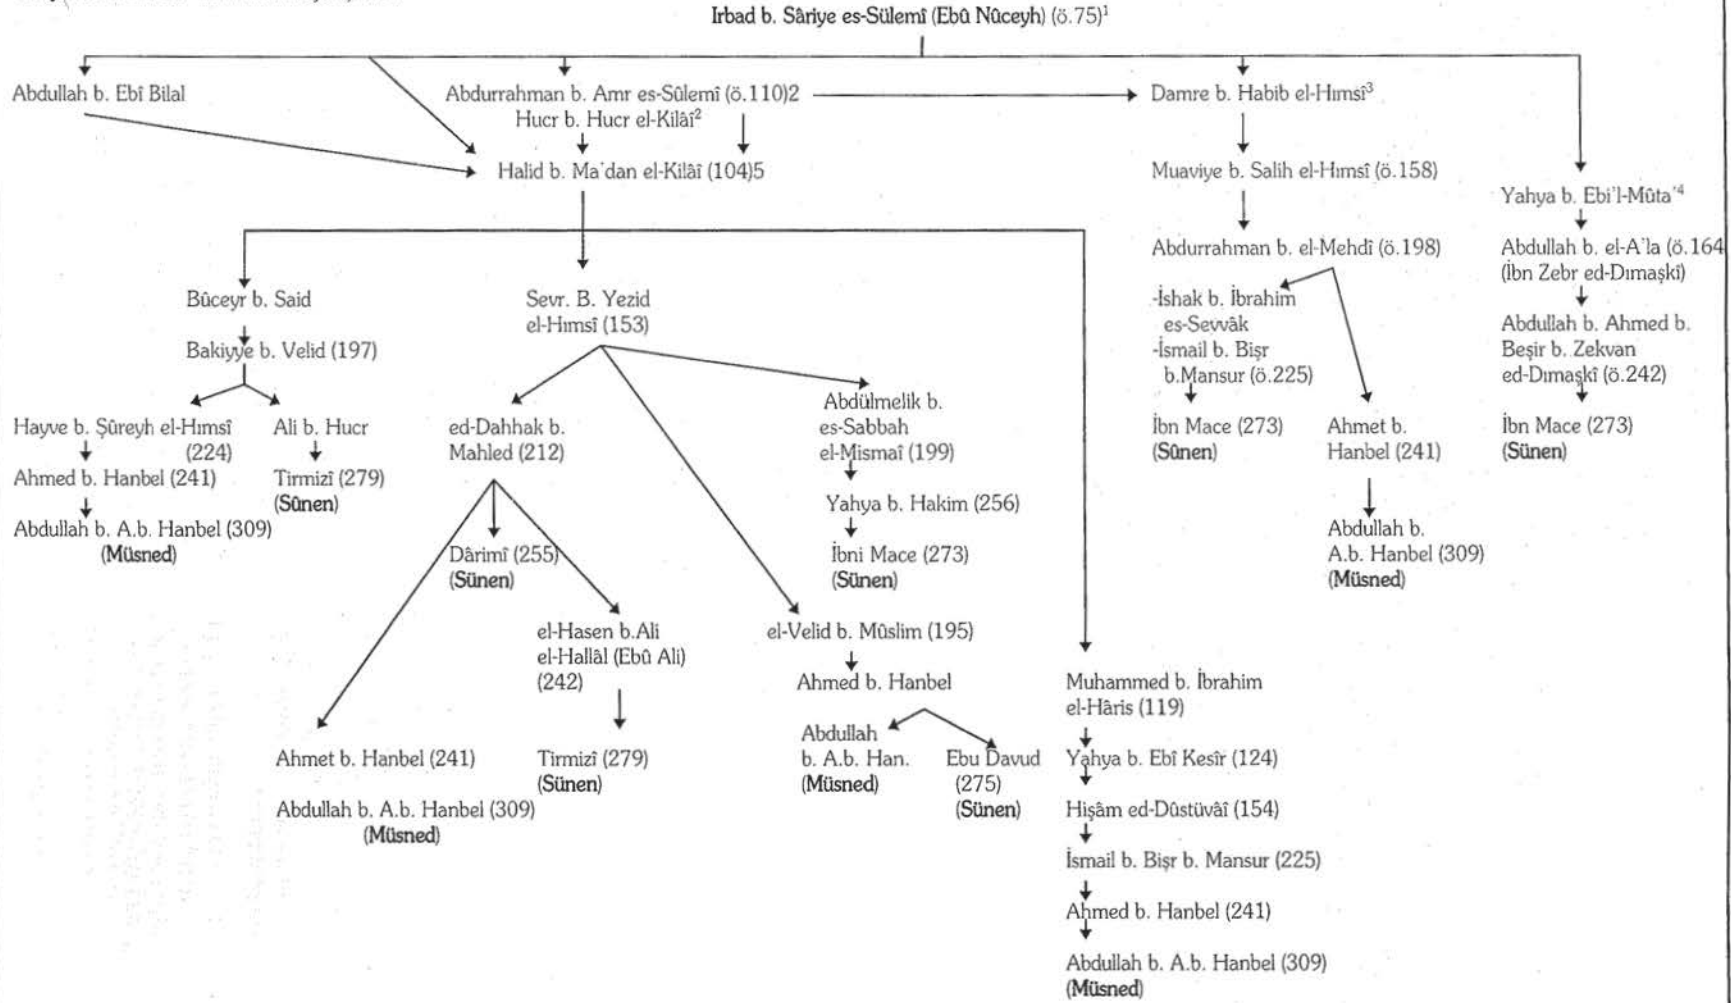 Irbad b. Sâriye es-Sülemî (Ebû Nûceyh) (ö.75)¹
Abdullah b. Ebî Bilal
Abdurrahman b. Amr es-Sûlemî (ö.110)2
Hucr b. Hucr el-Kilâî²
Damre b. Habib el-Hımsî³
Halid b. Ma'dan el-Kilâî (104)5
Muaviye b. Salih el-Hımsî (ö.158)
Yahya b. Ebi'l-Mûta'⁴
Abdurrahman b. el-Mehdî (ö.198)
Abdullah b. el-A'la (ö.164
(İbn Zebr ed-Dımaşkî)
Bûceyr b. Said
Sevr. B. Yezid
el-Hımsî (153)
-İshak b. İbrahim
es-Sevvâk
-İsmail b. Bişr
b.Mansur (ö.225)
Abdullah b. Ahmed b.
Beşir b. Zekvan
ed-Dımaşkî (ö.242)
Bakiyye b. Velid (197)
Hayve b. Şûreyh el-Hımsî
(224)
Ali b. Hucr
ed-Dahhak b.
Mahled (212)
Abdülmelik b.
es-Sabbah
el-Mismaî (199)
İbn Mace (273)
(Sûnen)
Ahmet b.
Hanbel (241)
İbn Mace (273)
(Sünen)
Ahmed b. Hanbel (241)
Tirmizî (279)
(Sûnen)
Yahya b. Hakim (256)
Abdullah b. A.b. Hanbel (309)
(Müsned)
Dârimî (255)
(Sünen)
İbni Mace (273)
(Sünen)
Abdullah b.
A.b. Hanbel (309)
(Müsned)
el-Hasen b.Ali
el-Hallâl (Ebû Ali)
(242)
el-Velid b. Mûslim (195)
Ahmed b. Hanbel
Muhammed b. İbrahim
el-Hâris (119)
Ahmet b. Hanbel (241)
Tirmizî (279)
(Sünen)
Abdullah
b. A.b. Han.
(Müsned)
Ebu Davud
(275)
(Sünen)
Yahya b. Ebî Kesîr (124)
Abdullah b. A.b. Hanbel (309)
(Müsned)
Hişâm ed-Dûstüvâî (154)
İsmail b. Bişr b. Mansur (225)
Ahmed b. Hanbel (241)
Abdullah b. A.b. Hanbel (309)
(Müsned)